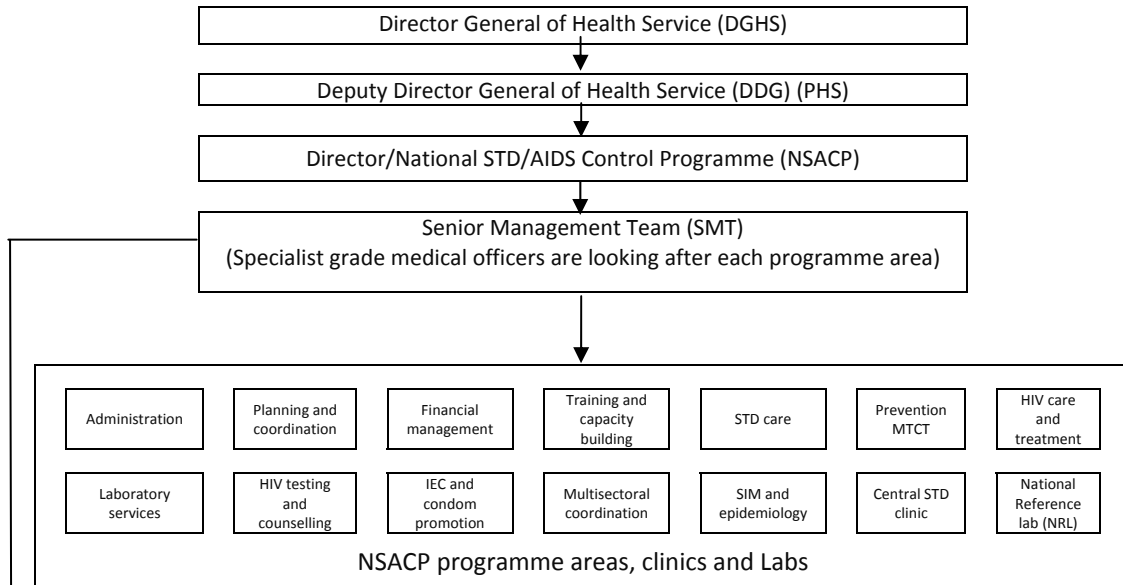 Director General of Health Service (DGHS)
Deputy Director General of Health Service (DDG) (PHS)
Director/National STD/AIDS Control Programme (NSACP)
Senior Management Team (SMT)
(Specialist grade medical officers are looking after each programme area)
Administration
Planning and
coordination
Financial
management
Training and
capacity
building
STD care
Prevention
MTCT
HIV care
and
treatment
Laboratory
services
HIV testing
and
counselling
IEC and
condom
promotion
Multisectoral
coordination
SIM and
epidemiology
Central STD
clinic
National
Reference
lab (NRL)
NSACP programme areas, clinics and Labs